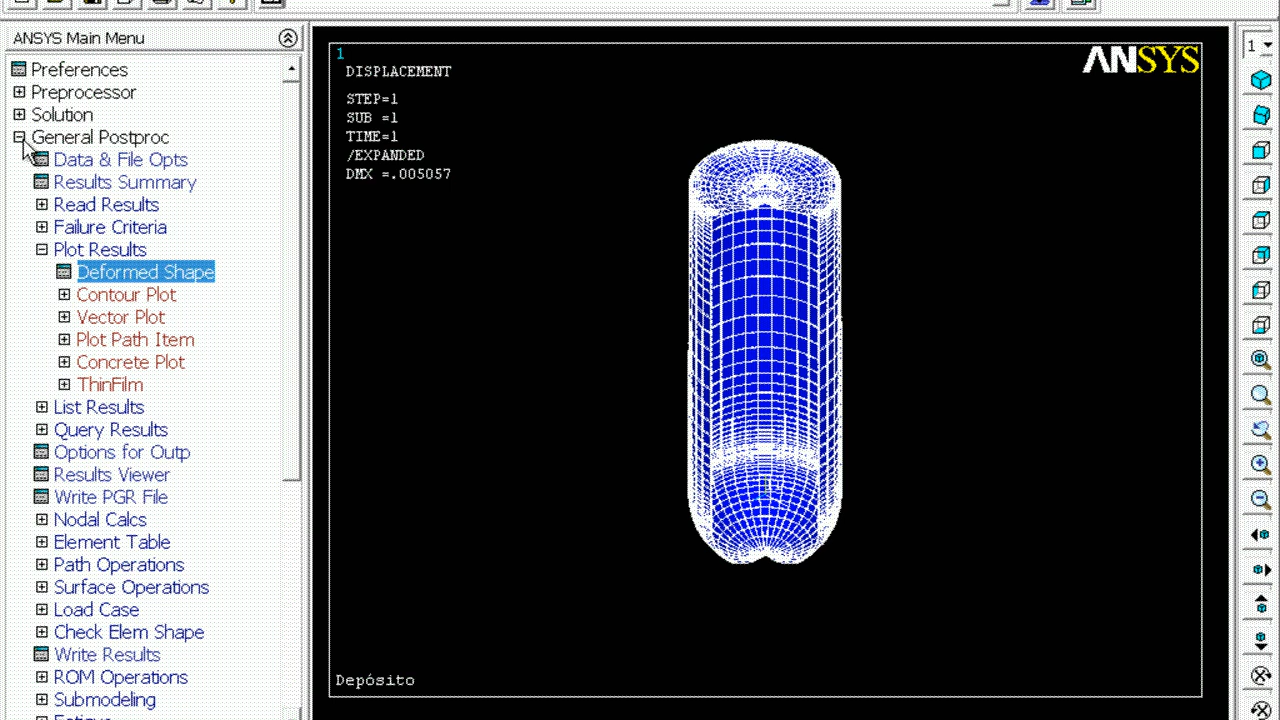 ANSYS Main Menu
Preferences
Preprocessor
Solution
General Postproc
Data & File Opts
Results Summary
Read Results
Failure Criteria
Plot Results
Deformed Shape
Contour Plot
Vector Plot
Plot Path Item
Concrete Plot
ThinFilm
List Results
Query Results
Options for Outp
Results Viewer
Write PGR File
Nodal Calcs
Element Table
Path Operations
Surface Operations
Load Case
Check Elem Shape
Write Results
ROM Operations
Submodeling
Fatigue
1
DISPLACEMENT
STEP=1
SUB =1
TIME=1
/EXPANDED
DMX =.005057
ANSYS
Depósito
1